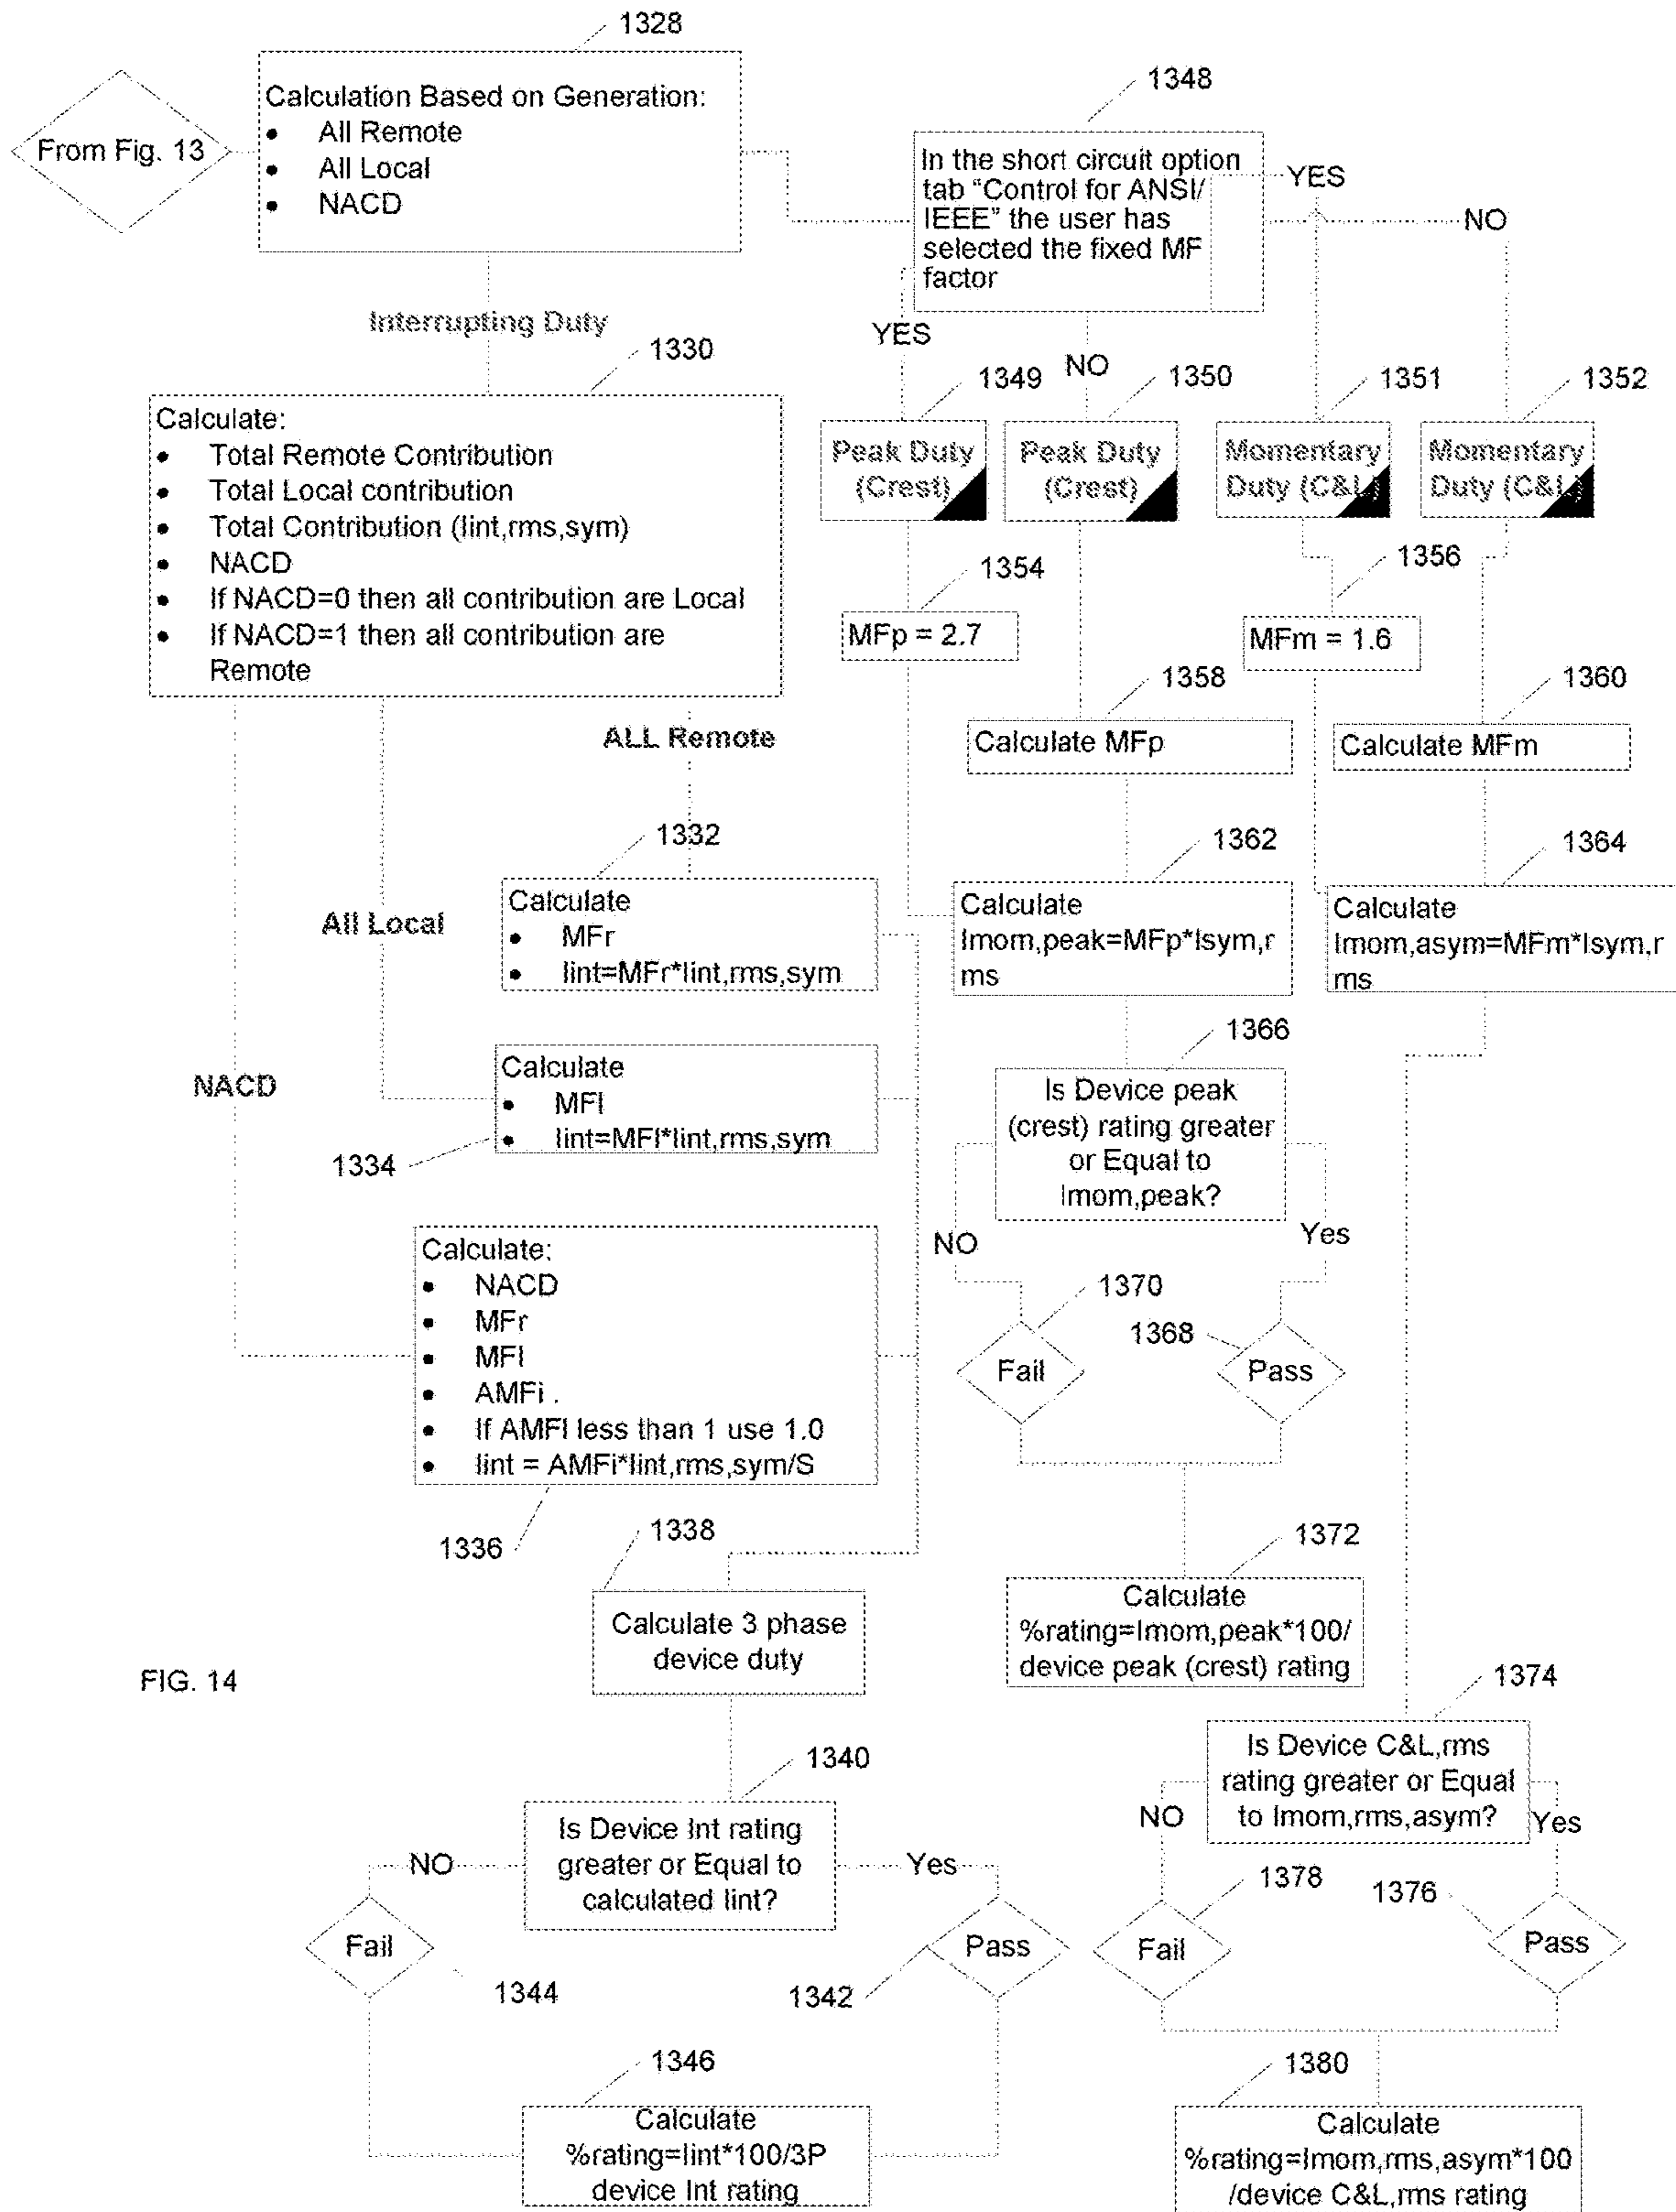 1328
From Fig. 13
Calculation Based on Generation:
• All Remote
• All Local
• NACD
1348
In the short circuit option
tab “Control for ANSI/
IEEE” the user has
selected the fixed MF
factor
YES
NO
YES
NO
Interrupting Duty
1330
Calculate:
• Total Remote Contribution
• Total Local contribution
• Total Contribution (Iint,rms,sym)
• NACD
• If NACD=0 then all contribution are Local
• If NACD=1 then all contribution are
Remote
1349
Peak Duty
(Crest)
1350
Peak Duty
(Crest)
1351
Momentary
Duty (C&L)
1352
Momentary
Duty (C&L)
1354
MFp = 2.7
1356
MFm = 1.6
1358
Calculate MFp
1360
Calculate MFm
ALL Remote
All Local
NACD
1332
Calculate
• MFr
• Iint=MFr*Iint,rms,sym
1334
Calculate
• MFl
• Iint=MFl*Iint,rms,sym
1336
Calculate:
• NACD
• MFr
• MFl
• AMFi .
• If AMFI less than 1 use 1.0
• Iint = AMFi*Iint,rms,sym/S
1362
Calculate
Imom,peak=MFp*Isym,r
ms
1364
Calculate
Imom,asym=MFm*Isym,r
ms
1366
Is Device peak
(crest) rating greater
or Equal to
Imom,peak?
NO
Yes
1370
Fail
1368
Pass
1372
Calculate
%rating=Imom,peak*100/
device peak (crest) rating
1338
Calculate 3 phase
device duty
FIG. 14
1340
Is Device Int rating
greater or Equal to
calculated Iint?
NO
Yes
Fail
1344
Pass
1342
1346
Calculate
%rating=Iint*100/3P
device Int rating
1374
Is Device C&L,rms
rating greater or Equal
to Imom,rms,asym?
NO
Yes
1378
Fail
1376
Pass
1380
Calculate
%rating=Imom,rms,asym*100
/device C&L,rms rating